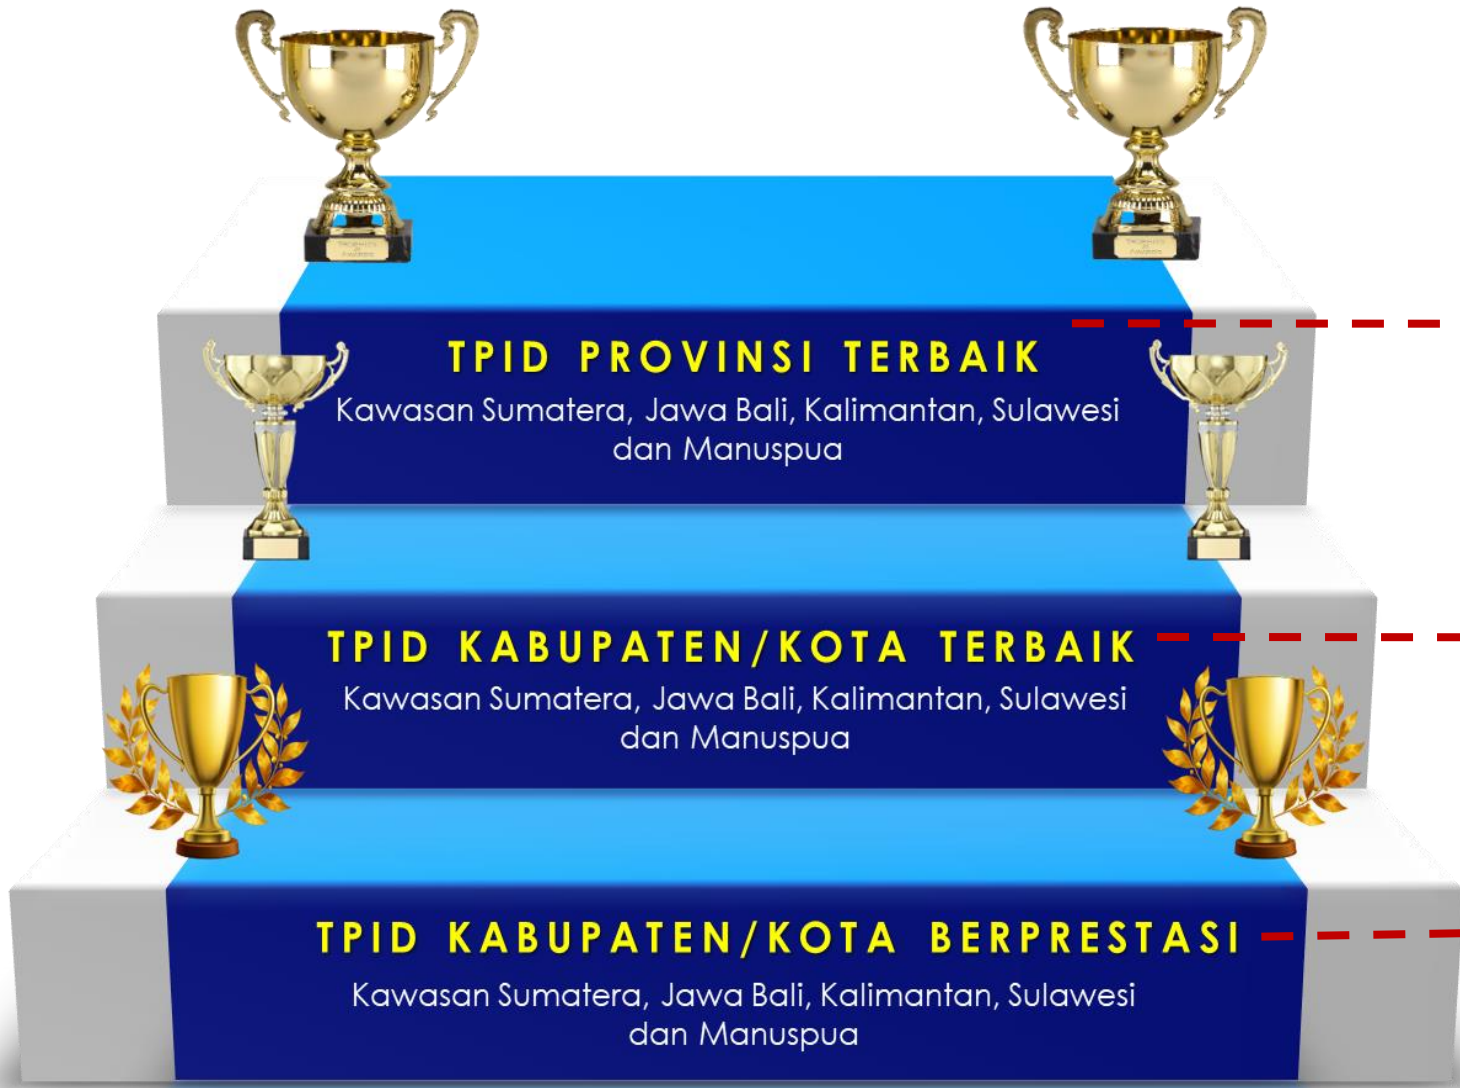 TPID PROVINSI TERBAIK
Kawasan Sumatera, Jawa Bali, Kalimantan, Sulawesi
dan Manuspua
TPID KABUPATEN/KOTA TERBAIK
Kawasan Sumatera, Jawa Bali, Kalimantan, Sulawesi
dan Manuspua
TPID KABUPATEN/KOTA BERPRESTASI
Kawasan Sumatera, Jawa Bali, Kalimantan, Sulawesi
dan Manuspua